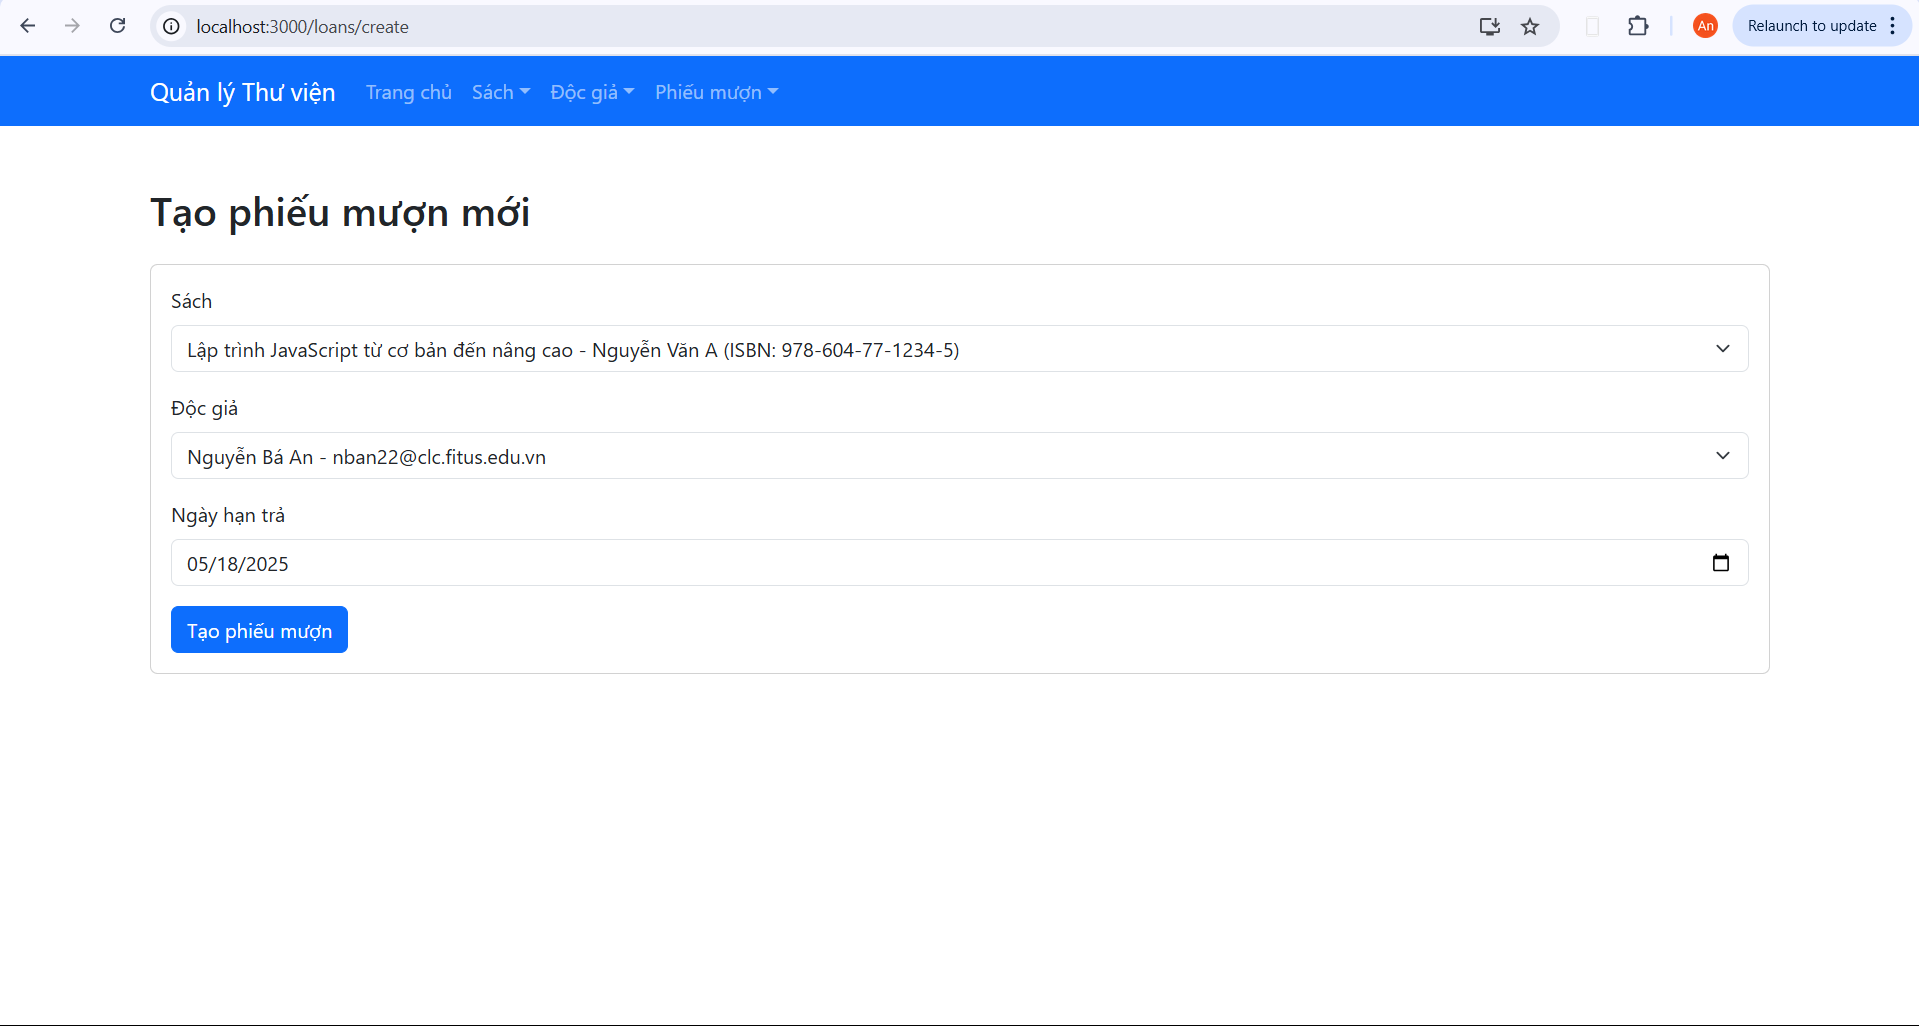 localhost:3000/loans/create
An
Relaunch to update
Quản lý Thư viện Trang chủ Sách Độc giả Phiếu mượn
Tạo phiếu mượn mới
Sách
Lập trình JavaScript từ cơ bản đến nâng cao - Nguyễn Văn A (ISBN: 978-604-77-1234-5)
Độc giả
Nguyễn Bá An - nban22@clc.fitus.edu.vn
Ngày hạn trả
05/18/2025
Tạo phiếu mượn